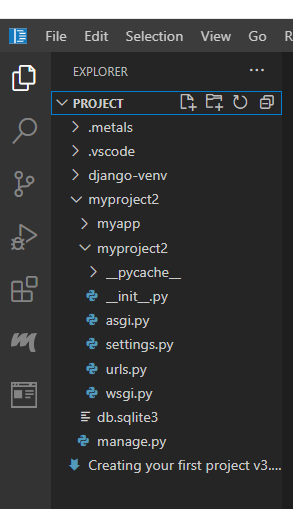 File Edit Selection View Go R
EXPLORER ...
PROJECT
.metals
.vscode
django-venv
myproject2
myapp
myproject2
__pycache__
__init__.py
asgi.py
settings.py
urls.py
wsgi.py
db.sqlite3
manage.py
Creating your first project v3....